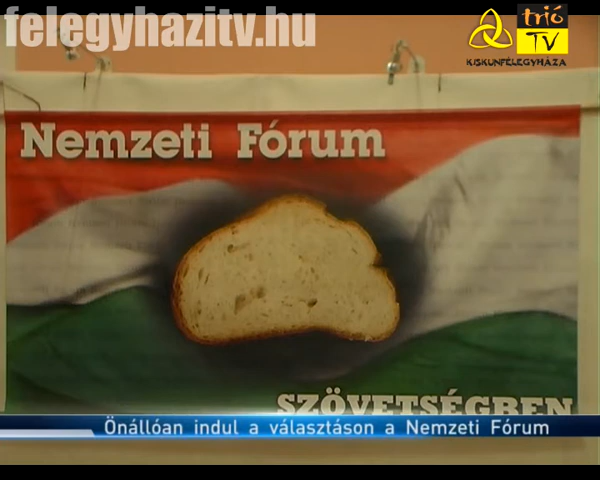 felegyhazitv.hu
trió
TV
KISKUNFÉLEGYHÁZA
Nemzeti Fórum
SZÖVETSÉGBEN
Önállóan indul a választáson a Nemzeti Fórum